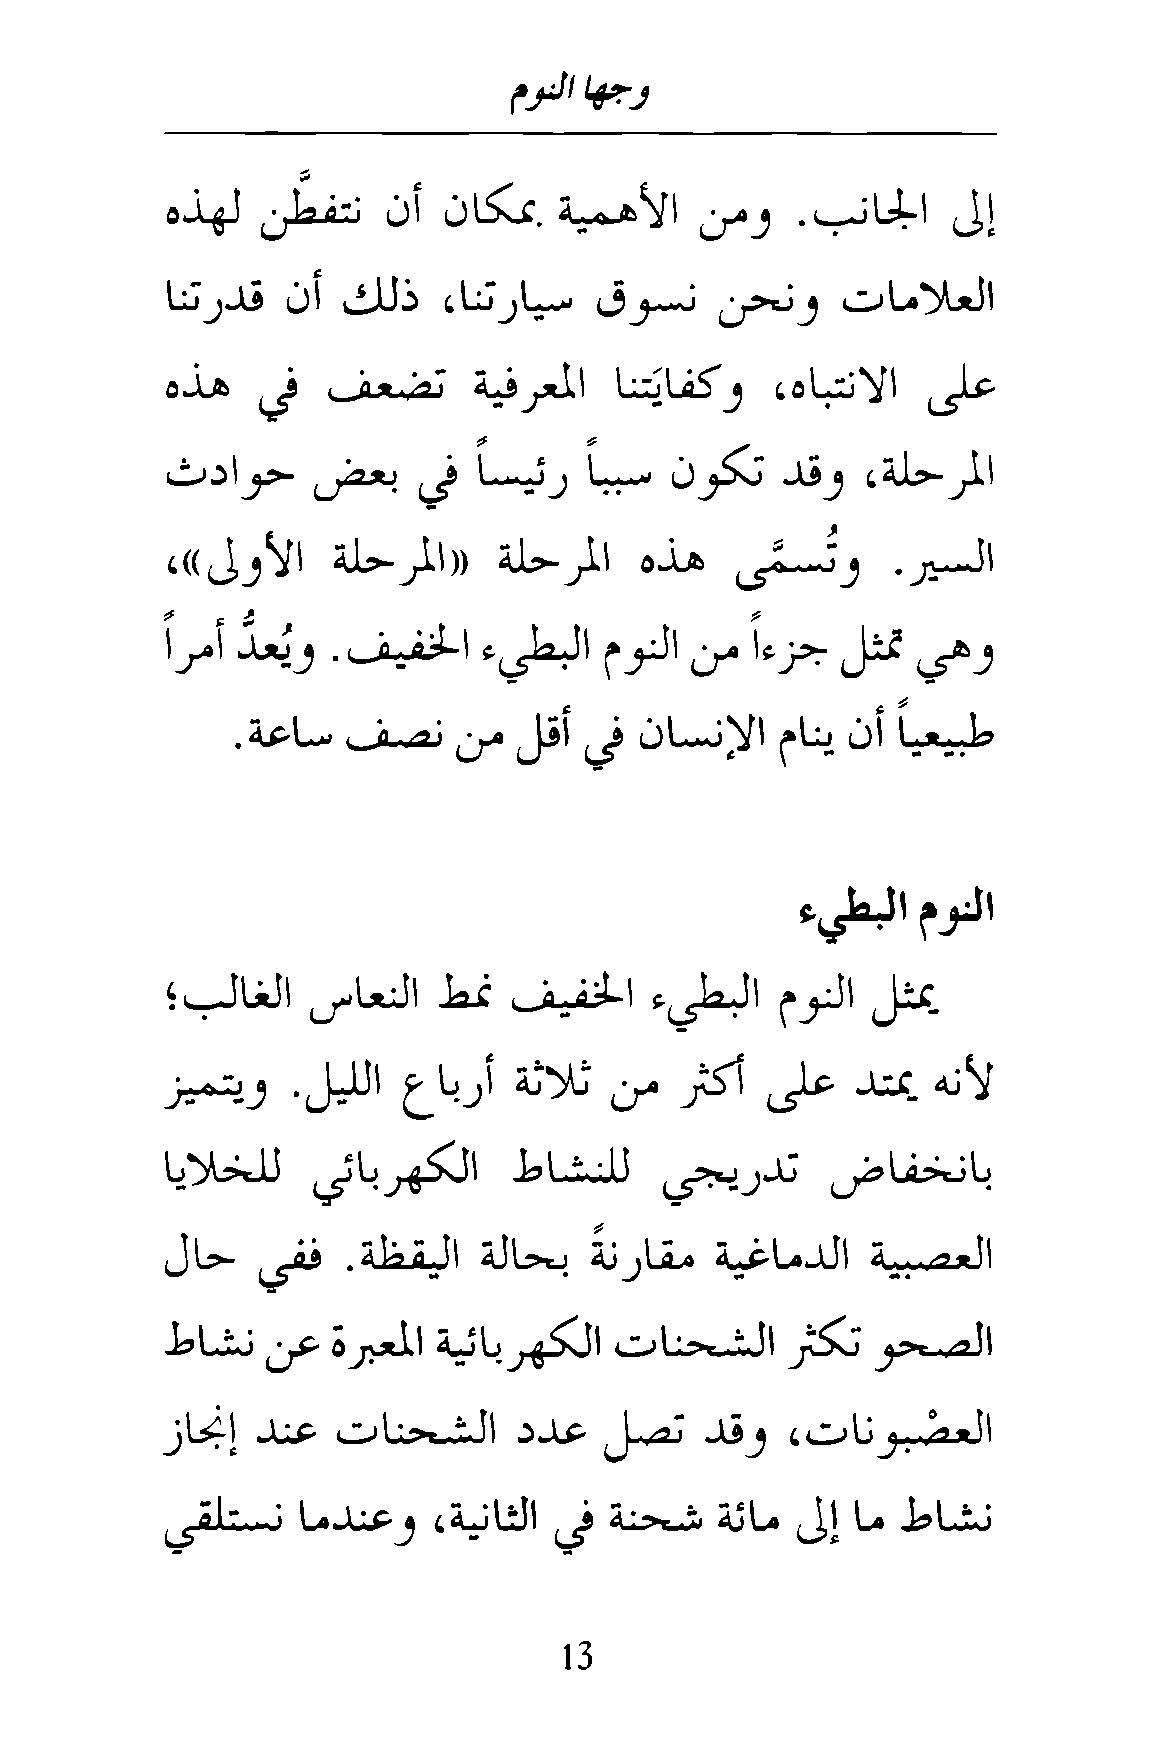 وجها النوم
إلى الجانب. ومن الأهمية بمكان أن نتفطَّن لهذه
العلامات ونحن نسوق سيارتنا، ذلك أن قدرتنا
على الانتباه، وكفايَتنا المعرفية تضعف في هذه
المرحلة، وقد تكون سبباً رئيساً في بعض حوادث
السير. وتُسمَّى هذه المرحلة «المرحلة الأولى»،
وهي تمثل جزءاً من النوم البطيء الخفيف. ويُعدُّ أمراً
طبيعياً أن ينام الإنسان في أقل من نصف ساعة.
النوم البطيء
يمثل النوم البطيء الخفيف نمط النعاس الغالب؛
لأنه يمتد على أكثر من ثلاثة أرباع الليل. ويتميز
بانخفاض تدريجي للنشاط الكهربائي للخلايا
العصبية الدماغية مقارنةً بحالة اليقظة. ففي حال
الصحو تكثر الشحنات الكهربائية المعبرة عن نشاط
العصْبونات، وقد تصل عدد الشحنات عند إنجاز
نشاط ما إلى مائة شحنة في الثانية، وعندما نستلقي
13